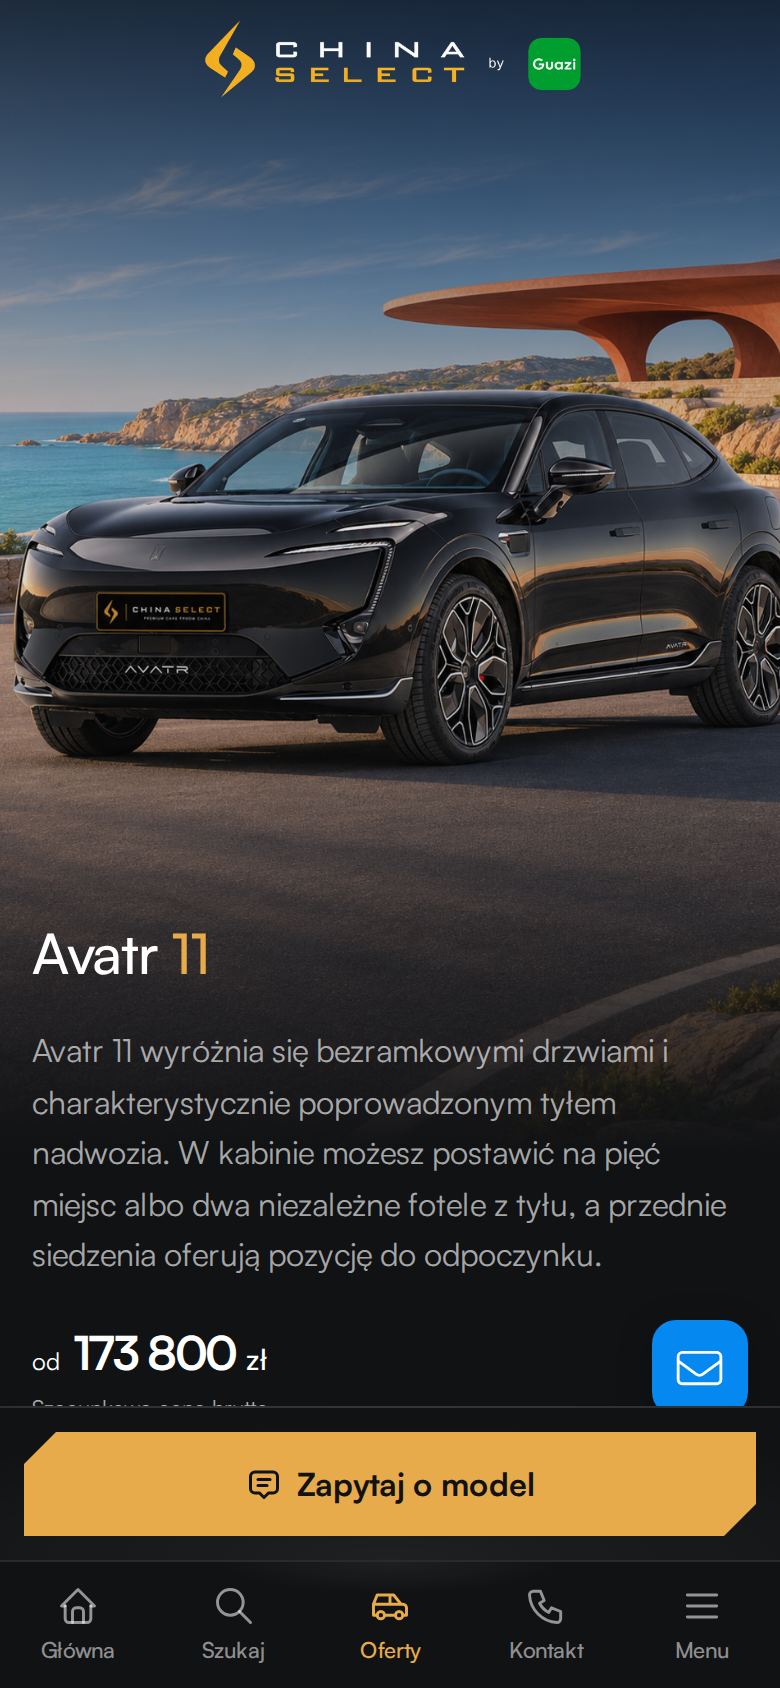 CHINA
SELECT
by
Guazi
CHINA SELECT
AVATR
AVATR
Avatr 11
Avatr 11 wyróżnia się bezramkowymi drzwiami i
charakterystycznie poprowadzonym tyłem
nadwozia. W kabinie możesz postawić na pięć
miejsc albo dwa niezależne fotele z tyłu, a przednie
siedzenia oferują pozycję do odpoczynku.
od 173 800 zł
Zapytaj o model
Główna
Szukaj
Oferty
Kontakt
Menu